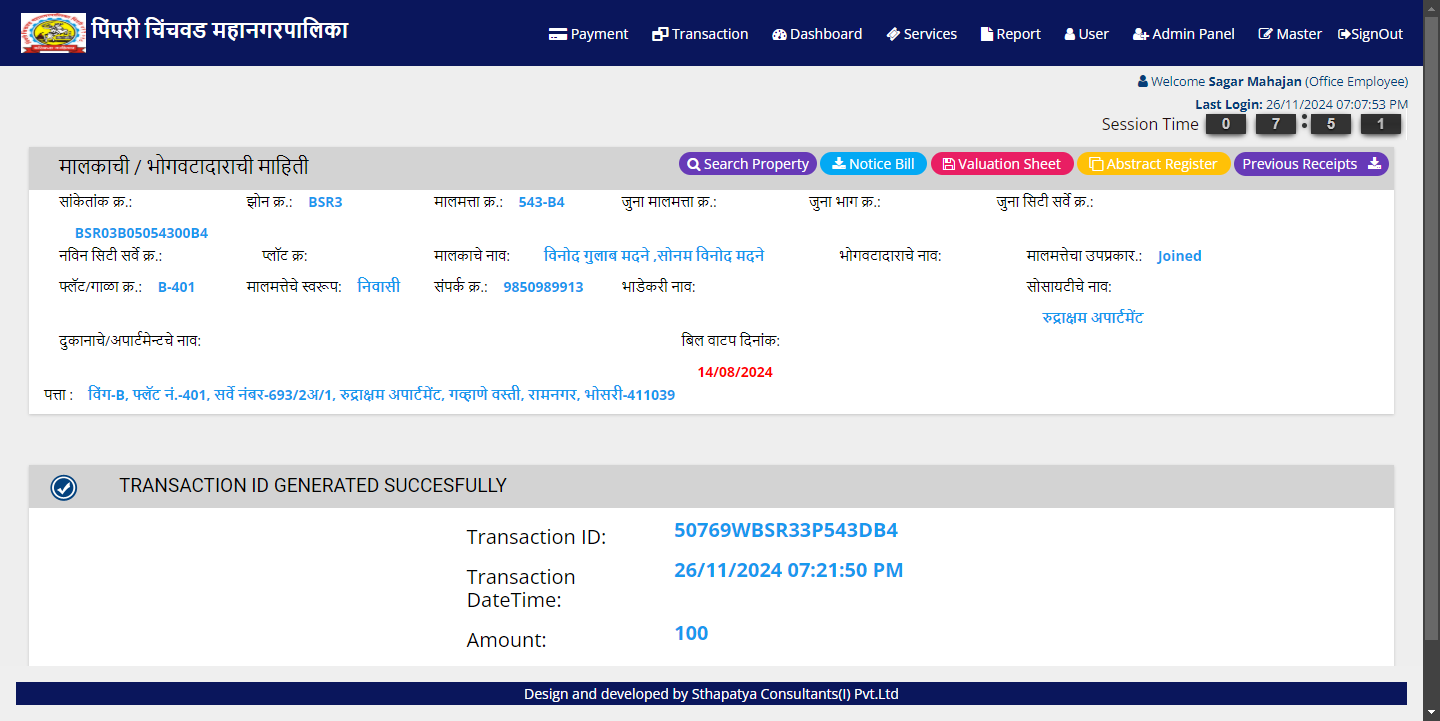 पिंपरी चिंचवड महानगरपालिका
Payment Transaction Dashboard Services Report User Admin Panel Master SignOut
Welcome Sagar Mahajan (Office Employee)
Last Login: 26/11/2024 07:07:53 PM
Session Time 0 7 : 5 1
मालकाची / भोगवटादाराची माहिती Search Property Notice Bill Valuation Sheet Abstract Register Previous Receipts
सांकेतांक क्र.: झोन क्र.: BSR3 मालमत्ता क्र.: 543-B4 जुना मालमत्ता क्र.: जुना भाग क्र.: जुना सिटी सर्वे क्र.:
BSR03B05054300B4
नविन सिटी सर्वे क्र.: प्लॉट क्र: मालकाचे नाव: विनोद गुलाब मदने ,सोनम विनोद मदने भोगवटादाराचे नाव: मालमत्तेचा उपप्रकार.: Joined
फ्लॅट/गाळा क्र.: B-401 मालमत्तेचे स्वरूप: निवासी संपर्क क्र.: 9850989913 भाडेकरी नाव: सोसायटीचे नाव:
रुद्राक्षम अपार्टमेंट
दुकानाचे/अपार्टमेन्टचे नाव: बिल वाटप दिनांक:
14/08/2024
पत्ता : विंग-B, फ्लॅट नं.-401, सर्वे नंबर-693/2अ/1, रुद्राक्षम अपार्टमेंट, गव्हाणे वस्ती, रामनगर, भोसरी-411039
TRANSACTION ID GENERATED SUCCESFULLY
Transaction ID: 50769WBSR33P543DB4
Transaction 26/11/2024 07:21:50 PM
DateTime:
Amount: 100
Design and developed by Sthapatya Consultants(I) Pvt.Ltd